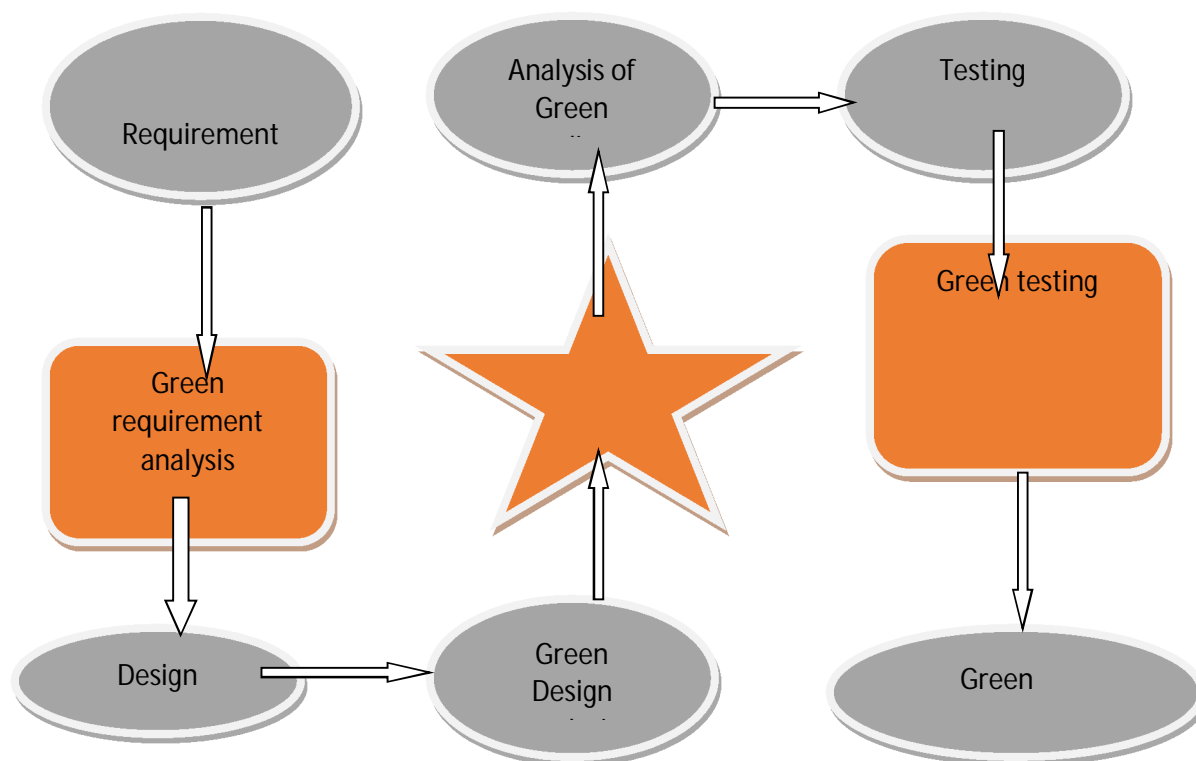 Requirement
Green
requirement
analysis
Design
Green
Design
Analysis of
Green
Testing
Green testing
Green